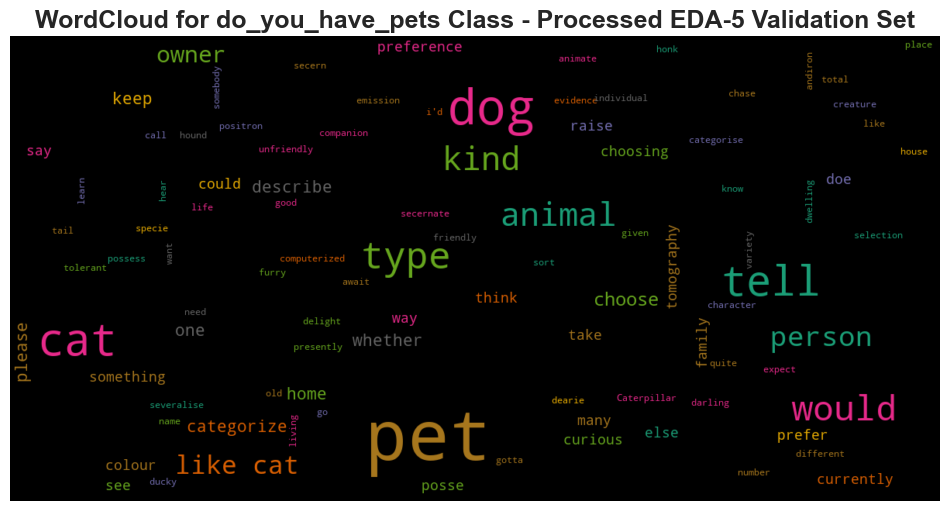 WordCloud for do_you_have_pets Class - Processed EDA-5 Validation Set
place
preference
honk
owner
animate
andiron
secern
somebody
total
keep
emission
dog
i'd
evidence
individual
chase
creature
call
hound
positron
companion
raise
categorise
like
say
unfriendly
kind
choosing
house
learn
hear
could
describe
know
dwelling
doe
life
good
secernate
animal
tail
specie
want
friendly
given
variety
selection
tolerant
possess
computerized
type
sort
tomography
furry
await
tell
think
choose
character
need
way
delight
one
cat
whether
take
person
please
presently
family
quite
expect
something
old
home
dearie
Caterpillar
darling
would
severalise
go
name
categorize
living
pet
many
curious
else
prefer
colour
like cat
gotta
different
number
see
ducky
posse
currently